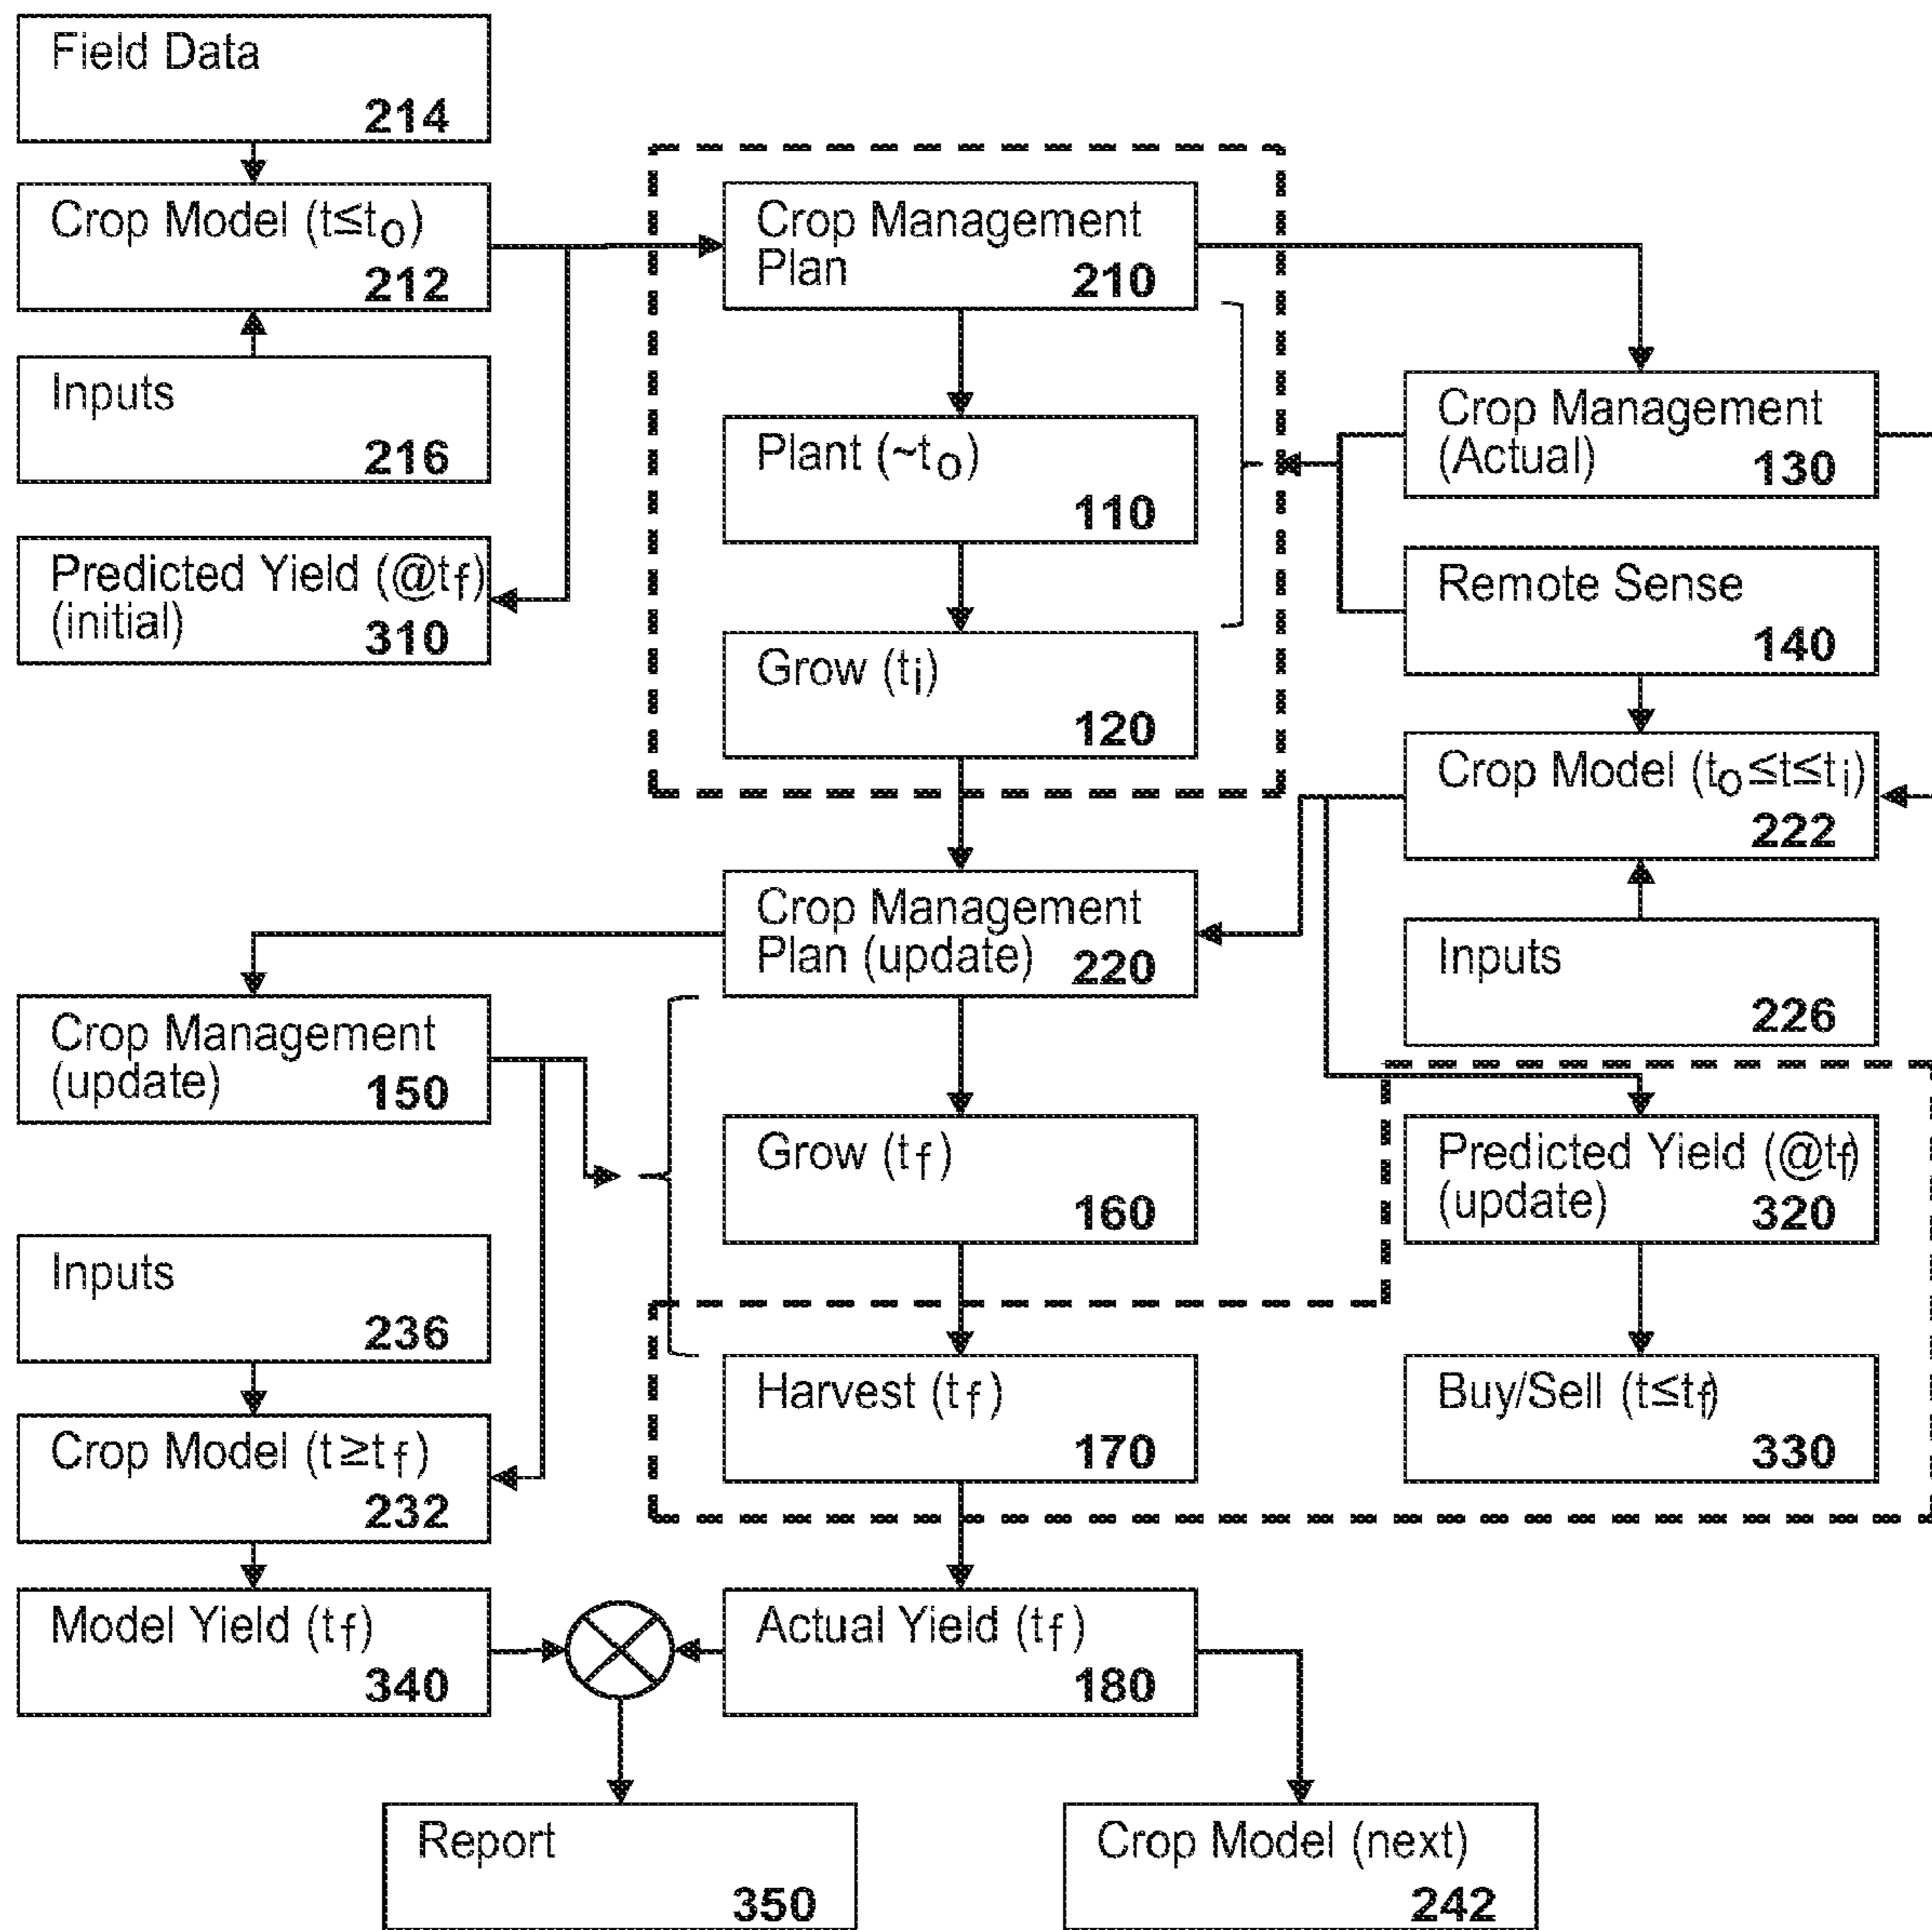 Field Data
214
Crop Model (t≤to)
212
Inputs
216
Predicted Yield (@tf)
(initial)
310
Crop Management
Plan
210
Plant (~to)
110
Grow (ti)
120
Crop Management
(Actual)
130
Remote Sense
140
Crop Model (to≤t≤ti)
222
Inputs
226
Crop Management
Plan (update)
220
Crop Management
(update)
150
Grow (tf)
160
Predicted Yield (@tf)
(update)
320
Inputs
236
Harvest (tf)
170
Buy/Sell (t≤tf)
330
Crop Model (t≥tf)
232
Model Yield (tf)
340
Actual Yield (tf)
180
Report
350
Crop Model (next)
242